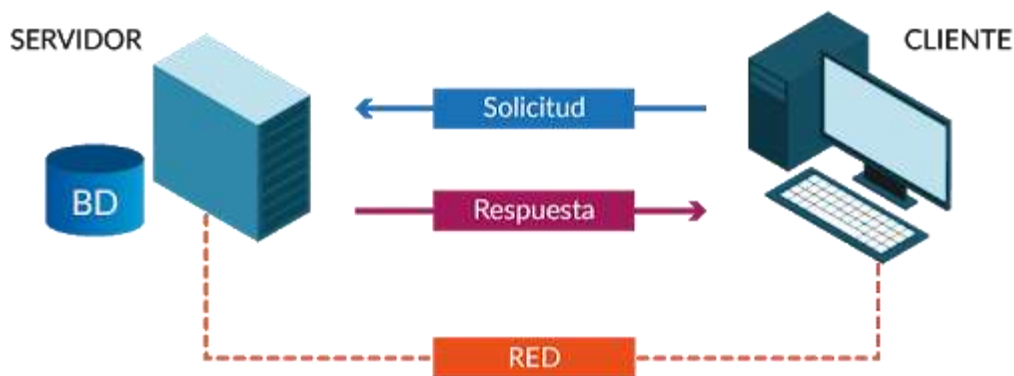 SERVIDOR
CLIENTE
Solicitud
BD
Respuesta
RED